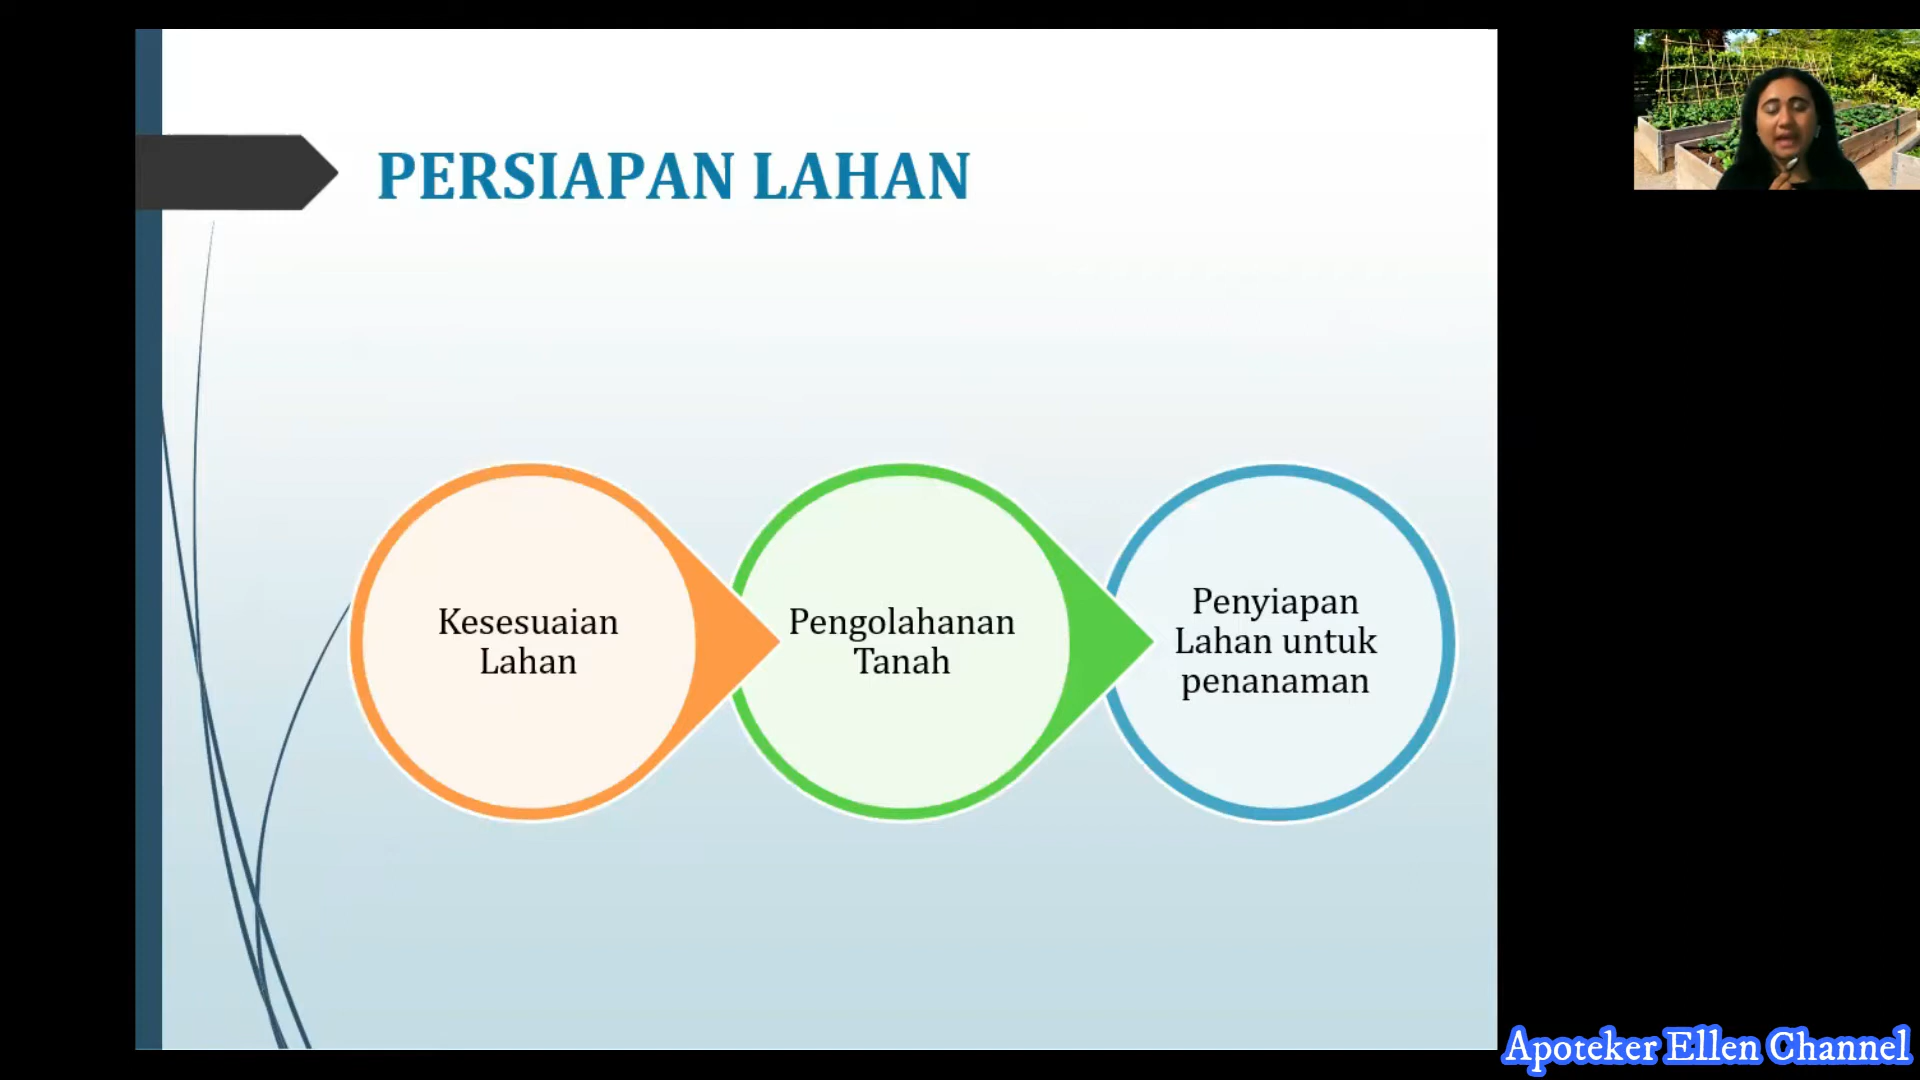 PERSIAPAN LAHAN
Kesesuaian
Lahan
Pengolahanan
Tanah
Penyiapan
Lahan untuk
penanaman
Apoteker Ellen Channel